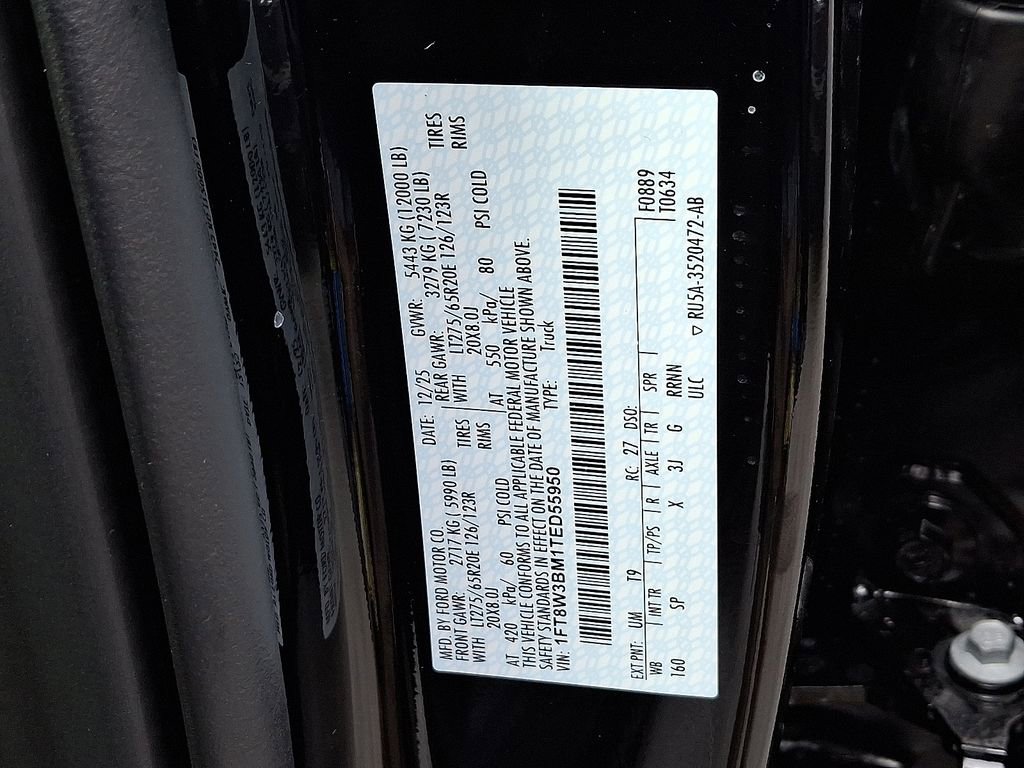 MFD. BY FORD MOTOR CO. DATE: 12/25 GVWR: 5443 KG (12000 LB)
FRONT GAWR: 2717 KG ( 5990 LB) REAR GAWR: 3279 KG ( 7230 LB)
WITH LT275/65R20E 126/123R TIRES WITH LT275/65R20E 126/123R TIRES
20X8.0J RIMS 20X8.0J RIMS
AT 420 kPa/ 60 PSI COLD AT 550 kPa/ 80 PSI COLD
THIS VEHICLE CONFORMS TO ALL APPLICABLE FEDERAL MOTOR VEHICLE
SAFETY STANDARDS IN EFFECT ON THE DATE OF MANUFACTURE SHOWN ABOVE.
VIN: 1FT8W3BM1TED55950 TYPE: Truck
EXT PNT: UM T9 RC: 27 DSO: F0889
WB INT TR TP/PS R AXLE TR SPR T0634
160 SP X 3J G RRNN
ULC ▽ RU5A-3520472-AB